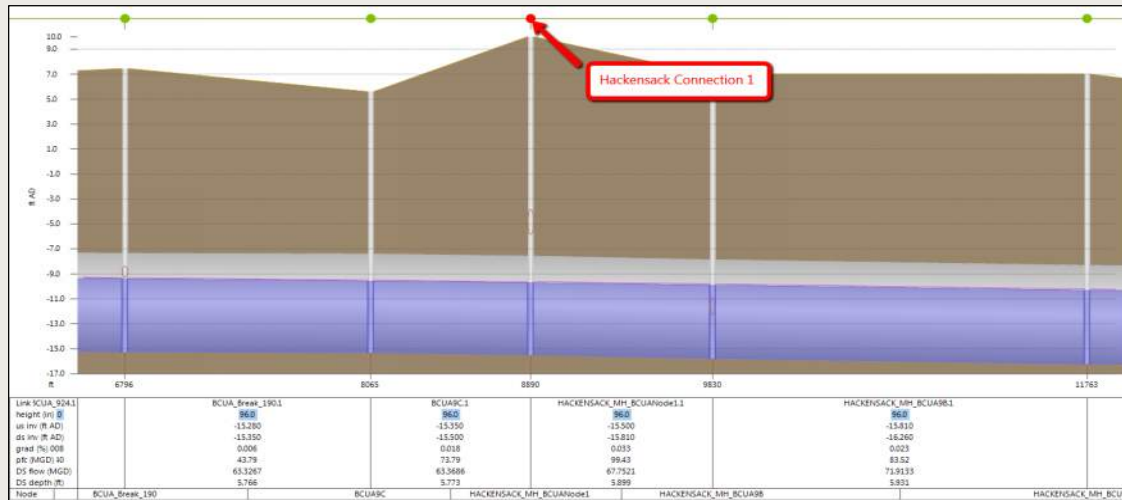 Hackensack Connection 1
10.0
9.0
7.0
5.0
3.0
1.0
-1.0
-3.0
-5.0
-7.0
-9.0
-11.0
-13.0
-15.0
-17.0
ft AD
ft 6796 8065 8890 9830 11763
Link BCUA_924.1 BCUA_Break_190.1 BCUA9C.1 HACKENSACK_MH_BCUANode1.1 HACKENSACK_MH_BCUA9B.1
height (in) 0 96.0 96.0 96.0 96.0
us inv (ft AD) -15.280 -15.350 -15.500 -15.810
ds inv (ft AD) -15.350 -15.500 -15.810 -16.260
grad (%) 008 0.006 0.018 0.033 0.023
pfc (MGD) 43.79 73.79 99.43 83.52
DS flow (MGD) 63.3267 63.3686 67.7521 71.9133
DS depth (ft) 5.766 5.773 5.899 5.931
Node BCUA_Break_190 BCUA9C HACKENSACK_MH_BCUANode1 HACKENSACK_MH_BCUA9B HACKENSACK_MH_BCU